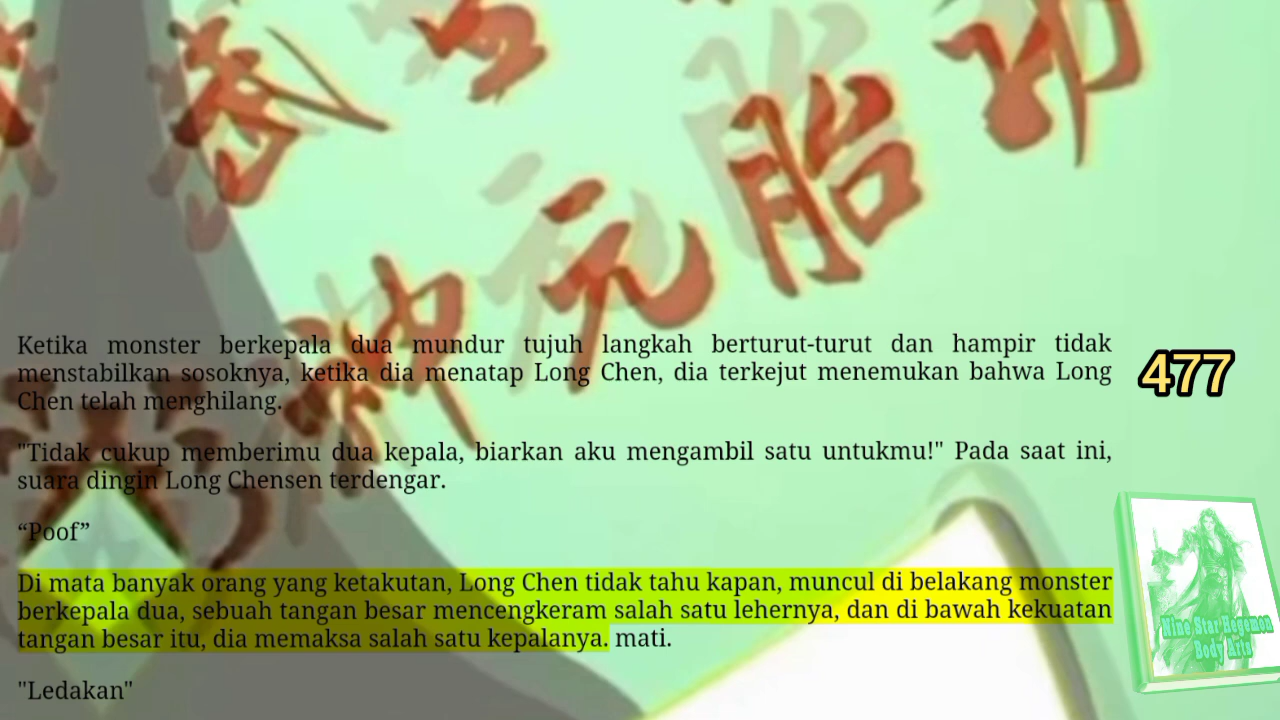 神元胎功
Ketika monster berkepala dua mundur tujuh langkah berturut-turut dan hampir tidak
menstabilkan sosoknya, ketika dia menatap Long Chen, dia terkejut menemukan bahwa Long
Chen telah menghilang.
477
"Tidak cukup memberimu dua kepala, biarkan aku mengambil satu untukmu!" Pada saat ini,
suara dingin Long Chensen terdengar.
“Poof”
Di mata banyak orang yang ketakutan, Long Chen tidak tahu kapan, muncul di belakang monster
berkepala dua, sebuah tangan besar mencengkeram salah satu lehernya, dan di bawah kekuatan
tangan besar itu, dia memaksa salah satu kepalanya. mati.
Nine Star Hegemon
Body Arts
"Ledakan"